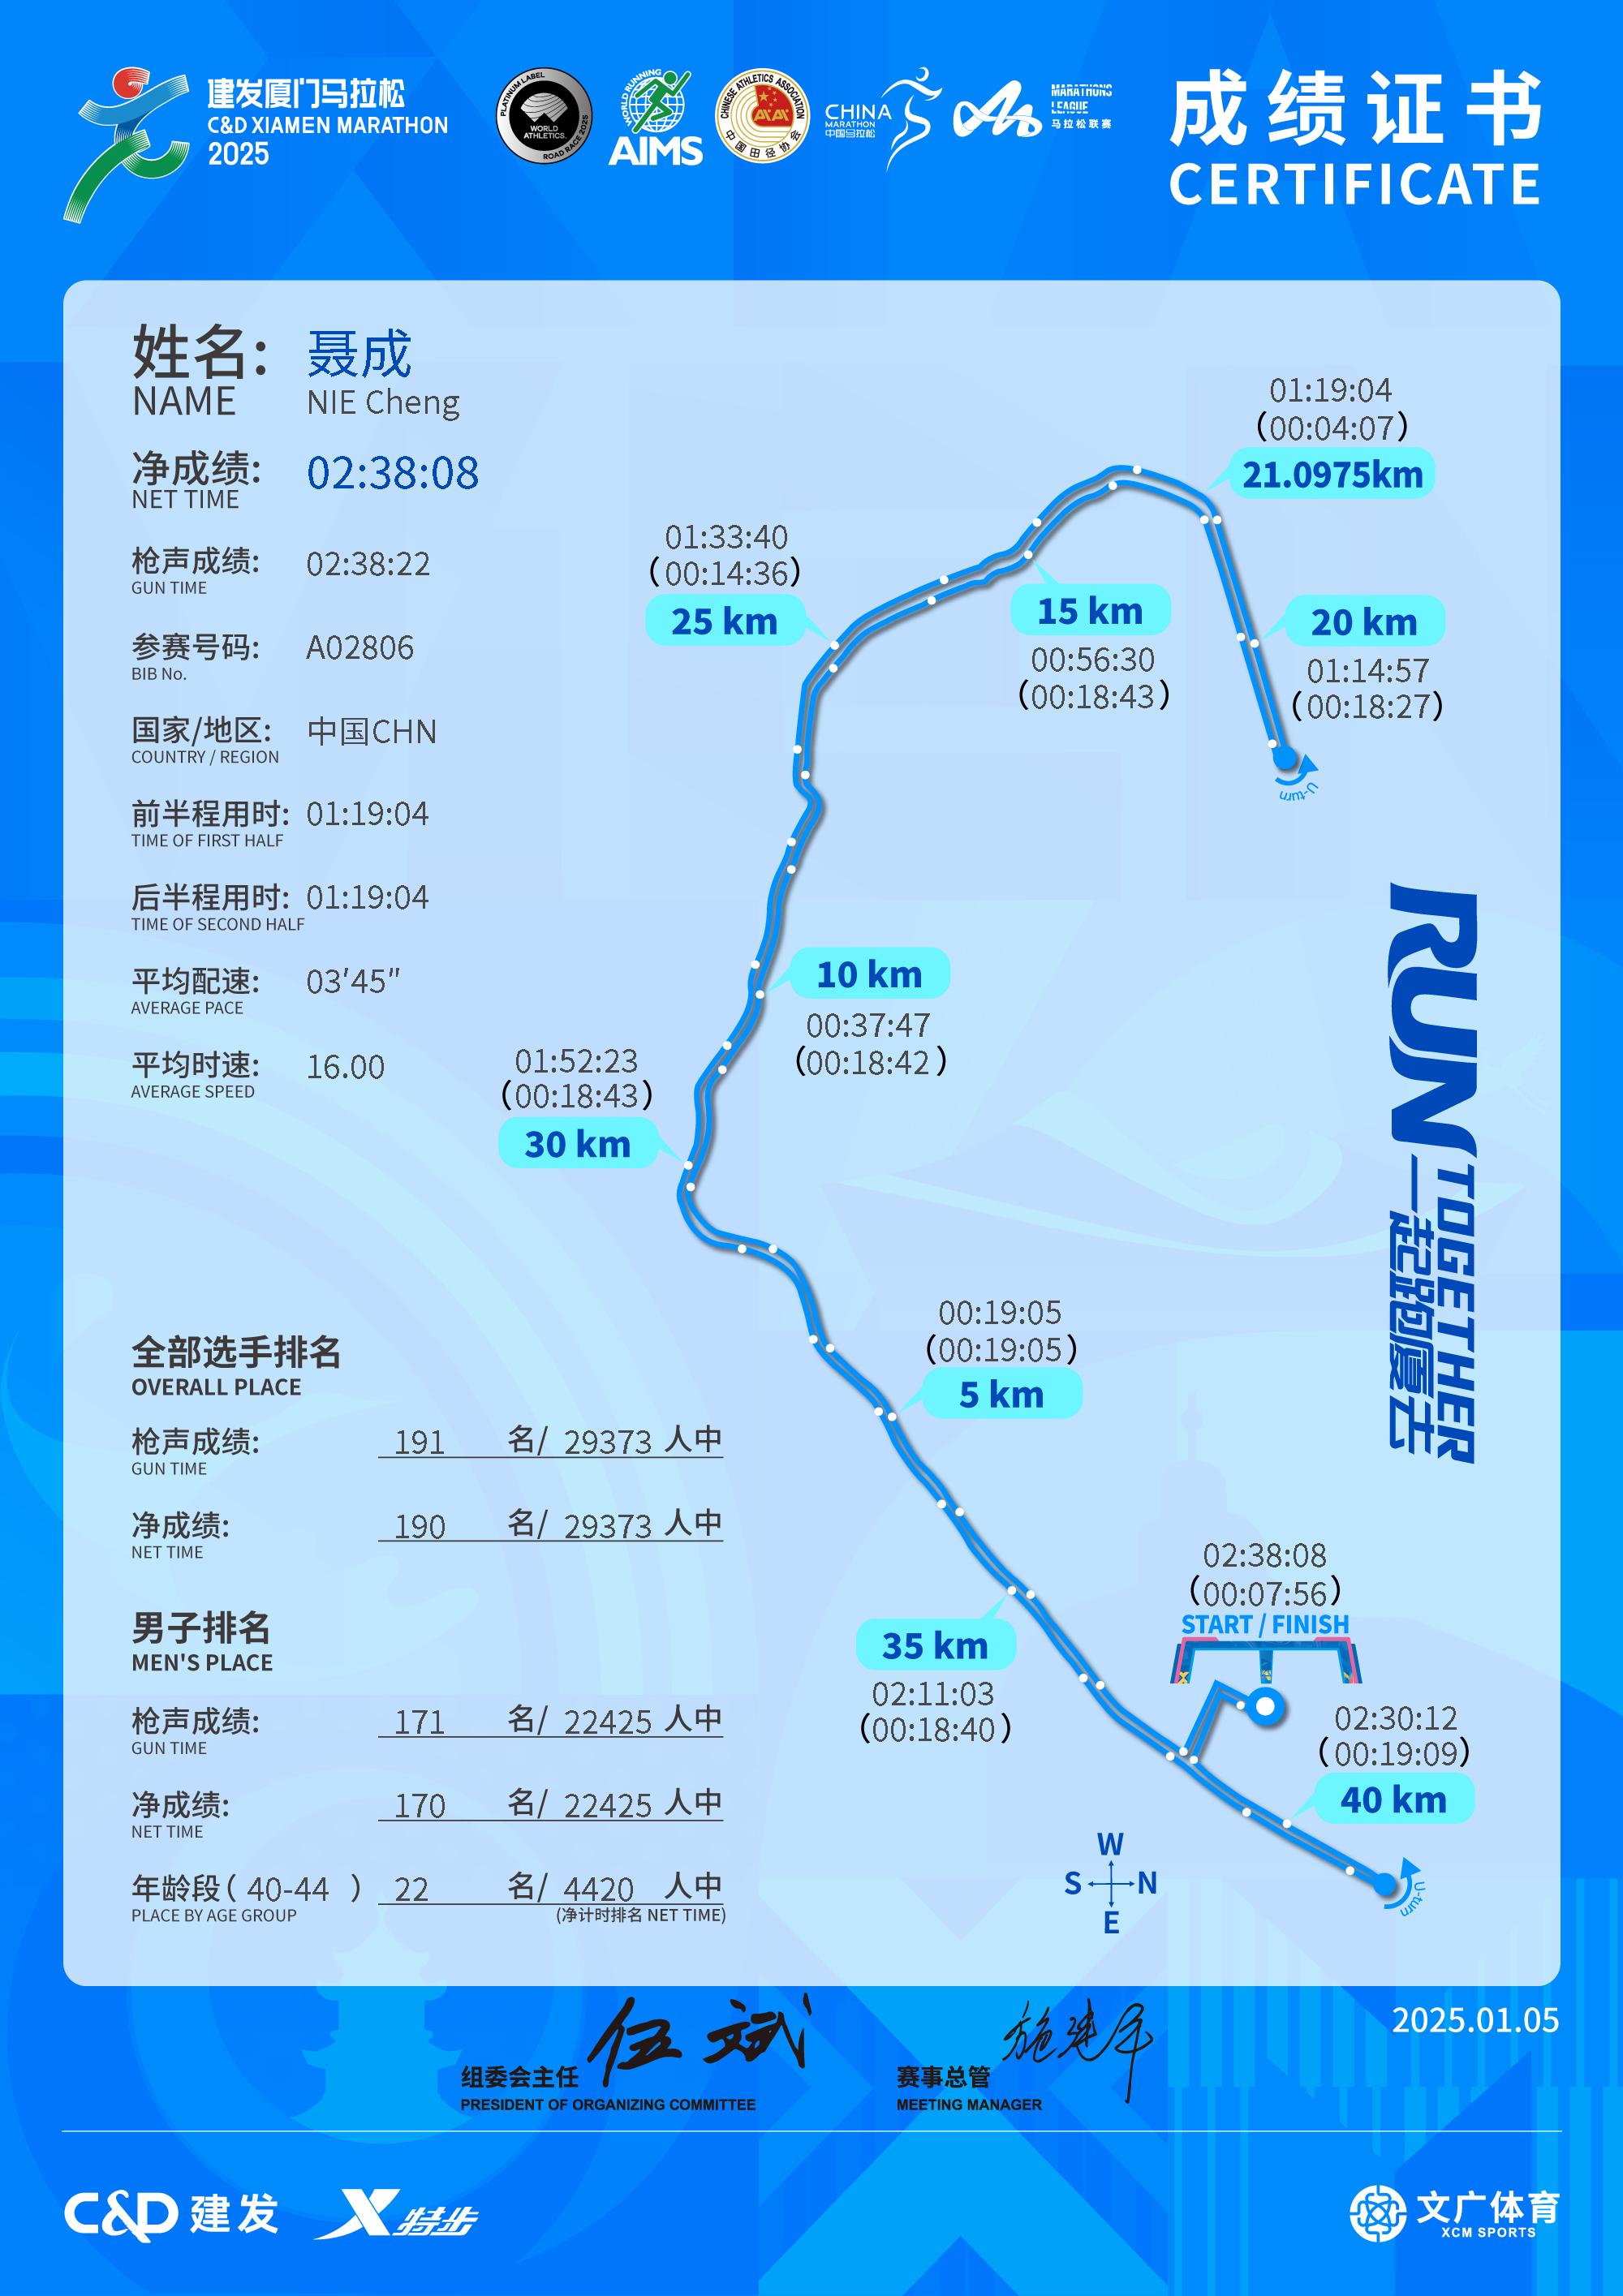 建发厦门马拉松
C&D XIAMEN MARATHON
2025
PLATINUM LABEL
WORLD
ATHLETICS.
ROAD RACE 2025
WORLD RUNNING
AIMS
CHINESE ATHLETICS ASSOCIATION
中国田径协会
CHINA
MARATHON
中国马拉松
MARATHONS
LEAGUE
马拉松联赛
成绩证书
CERTIFICATE
姓名: 聂成
NAME NIE Cheng
净成绩: 02:38:08
NET TIME
枪声成绩: 02:38:22
GUN TIME
参赛号码: A02806
BIB No.
国家/地区: 中国CHN
COUNTRY / REGION
前半程用时: 01:19:04
TIME OF FIRST HALF
后半程用时: 01:19:04
TIME OF SECOND HALF
平均配速: 03'45"
AVERAGE PACE
平均时速: 16.00
AVERAGE SPEED
01:19:04
(00:04:07)
21.0975km
01:33:40
(00:14:36)
25 km
15 km
00:56:30
(00:18:43)
20 km
01:14:57
(00:18:27)
U-turn
10 km
00:37:47
(00:18:42)
01:52:23
(00:18:43)
30 km
RUN
TOGETHER
一起跑厦去
00:19:05
(00:19:05)
5 km
35 km
02:11:03
(00:18:40)
02:38:08
(00:07:56)
START / FINISH
02:30:12
(00:19:09)
40 km
U-turn
W
S N
E
全部选手排名
OVERALL PLACE
枪声成绩: 191 名/ 29373 人中
GUN TIME
净成绩: 190 名/ 29373 人中
NET TIME
男子排名
MEN'S PLACE
枪声成绩: 171 名/ 22425 人中
GUN TIME
净成绩: 170 名/ 22425 人中
NET TIME
年龄段( 40-44 ) 22 名/ 4420 人中
PLACE BY AGE GROUP (净计时排名 NET TIME)
2025.01.05
组委会主任 伍斌
PRESIDENT OF ORGANIZING COMMITTEE
赛事总管 施建军
MEETING MANAGER
C&D 建发
X 特步
文广体育
XCM SPORTS